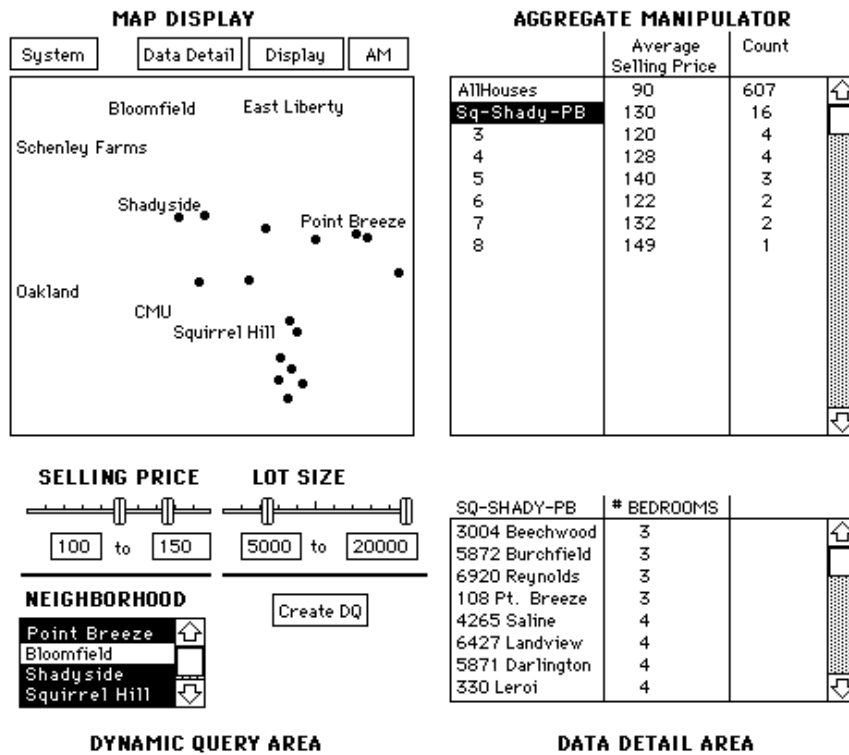 MAP DISPLAY
System Data Detail Display AM
Bloomfield East Liberty
Schenley Farms
Shadyside
Point Breeze
Oakland
CMU
Squirrel Hill
AGGREGATE MANIPULATOR
Average Selling Price Count
AllHouses 90 607
Sq-Shady-PB 130 16
3 120 4
4 128 4
5 140 3
6 122 2
7 132 2
8 149 1
SELLING PRICE LOT SIZE
100 to 150 5000 to 20000
NEIGHBORHOOD
Create DQ
Point Breeze
Bloomfield
Shadyside
Squirrel Hill
DYNAMIC QUERY AREA
SQ-SHADY-PB # BEDROOMS
3004 Beechwood 3
5872 Burchfield 3
6920 Reynolds 3
108 Pt. Breeze 3
4265 Saline 4
6427 Landview 4
5871 Darlington 4
330 Leroi 4
DATA DETAIL AREA